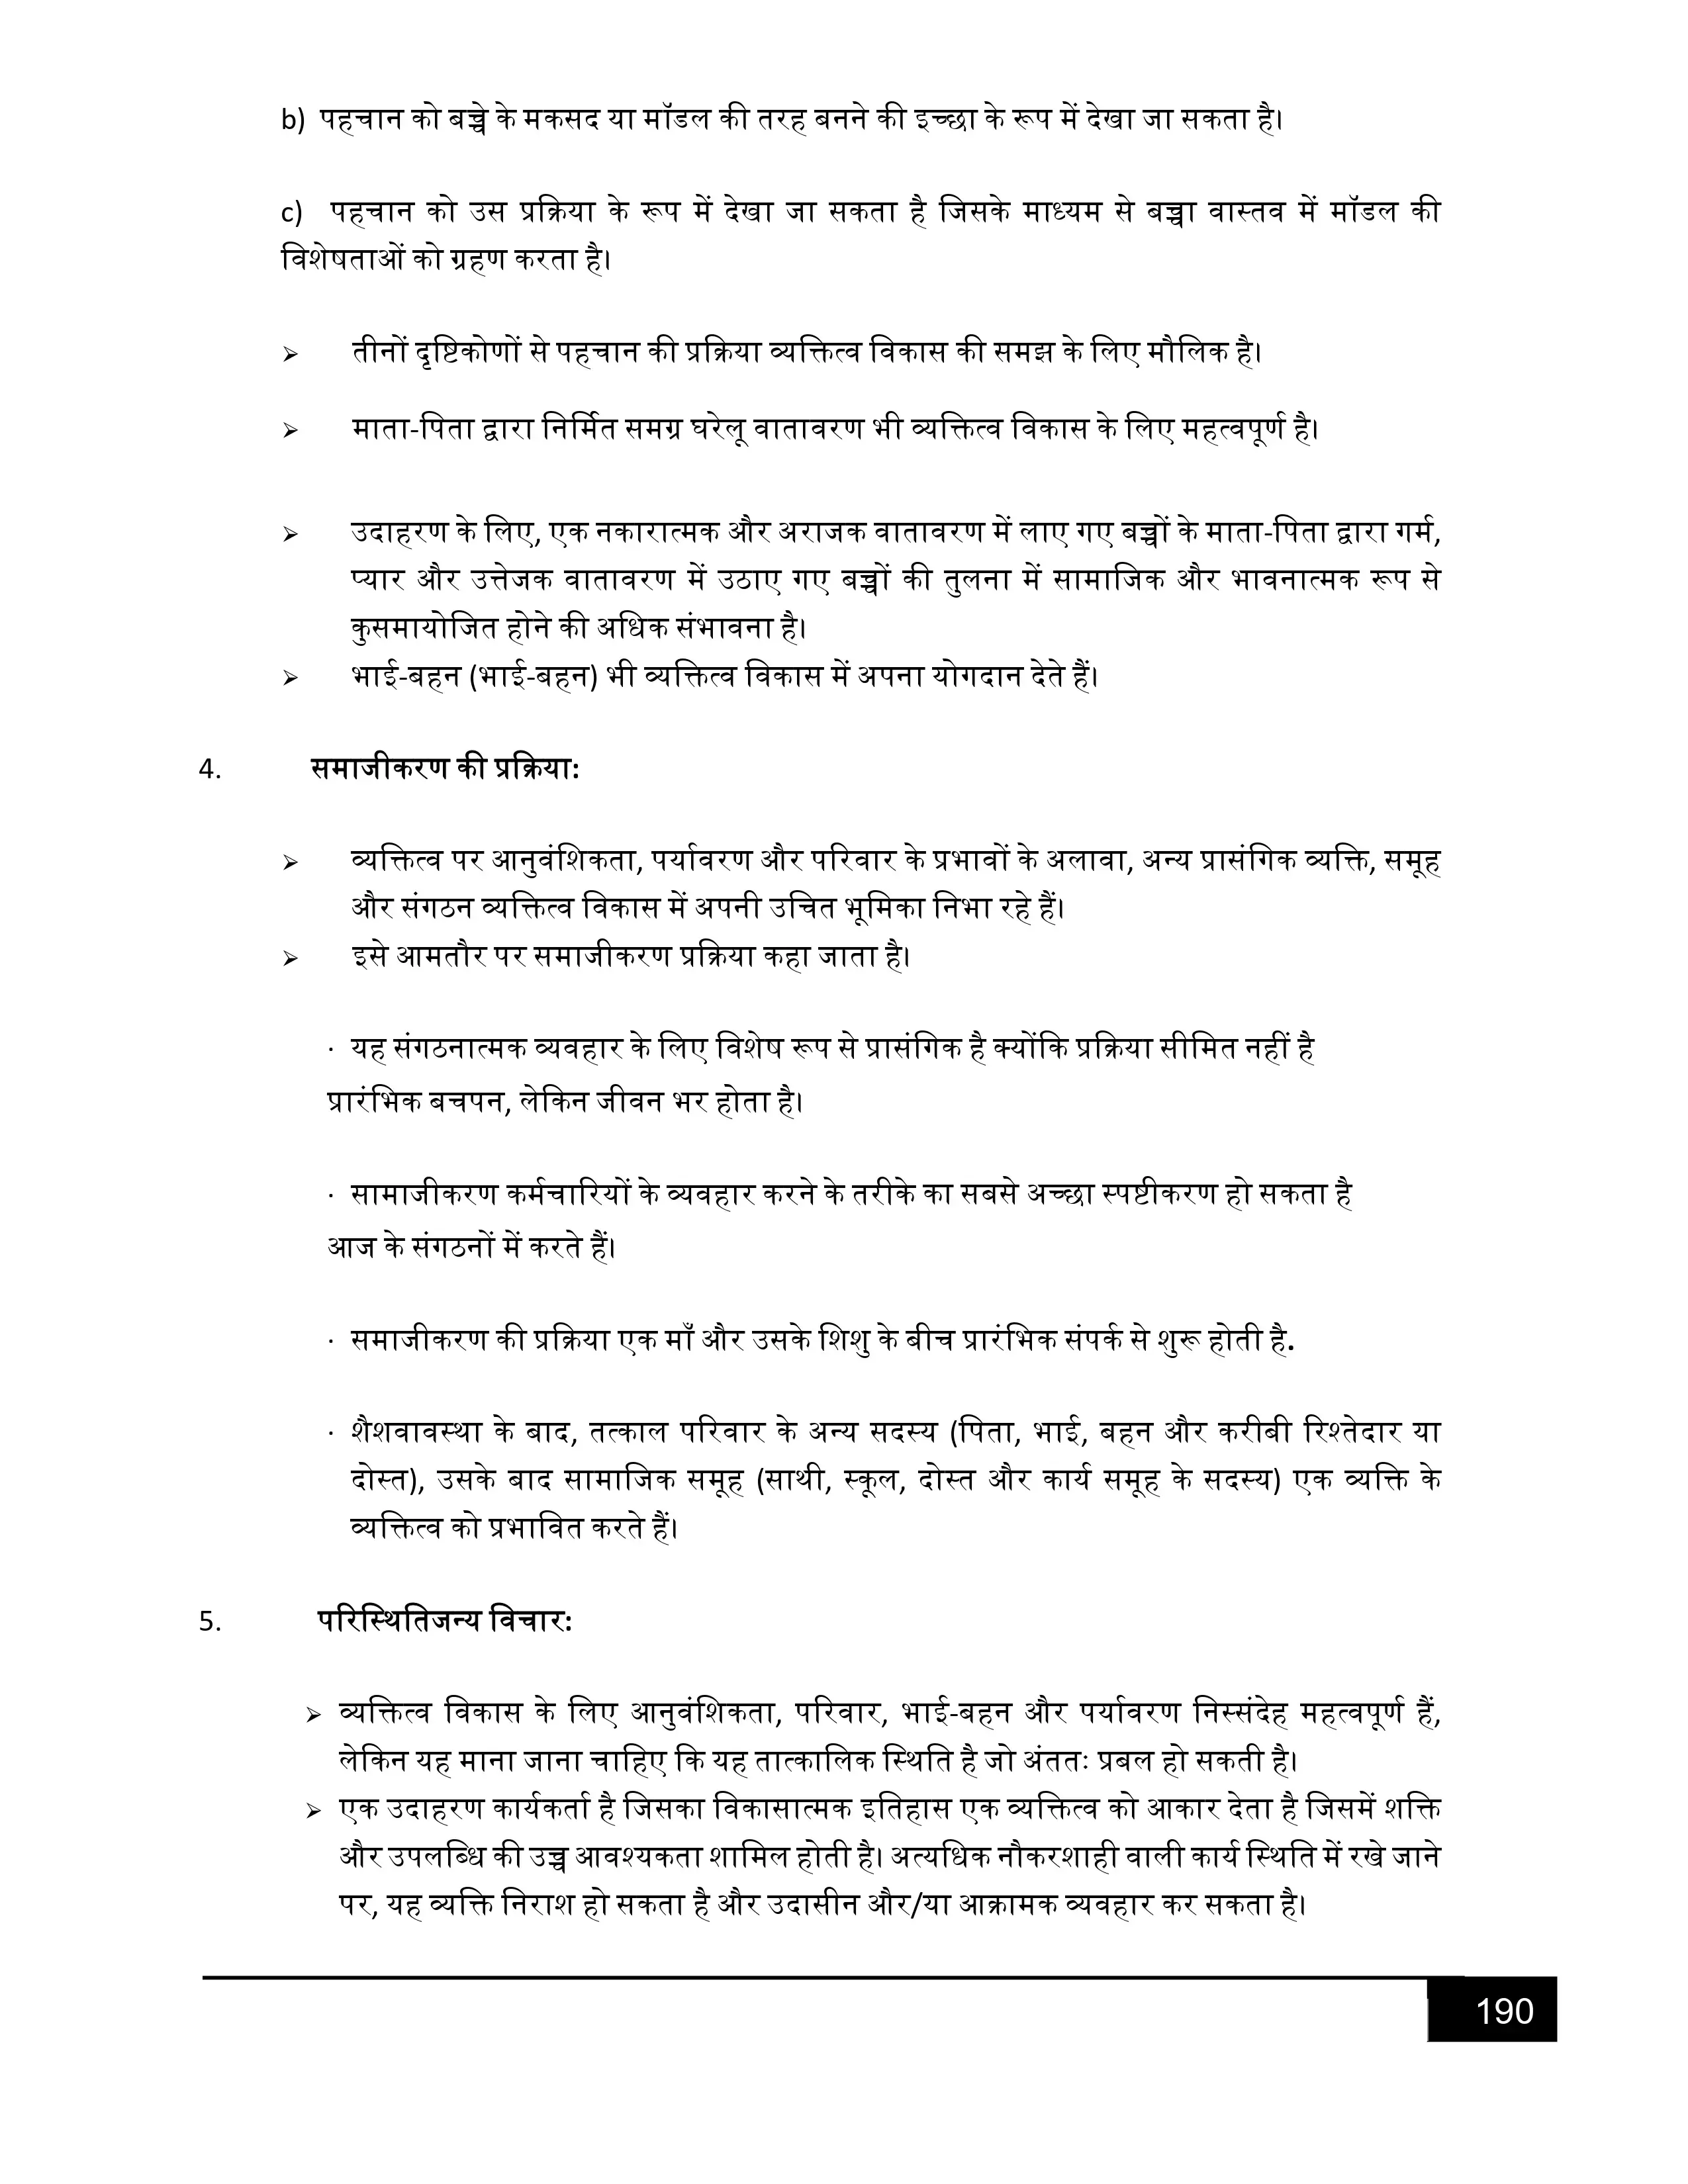 b) पहचान को बच्चे के मकसद या मॉडल की तरह बनने की इच्छा के रूप में देखा जा सकता है।
c) पहचान को उस प्रक्रिया के रूप में देखा जा सकता है जिसके माध्यम से बच्चा वास्तव में मॉडल की
विशेषताओं को ग्रहण करता है।
➢ तीनों दृष्टिकोणों से पहचान की प्रक्रिया व्यक्तित्व विकास की समझ के लिए मौलिक है।
➢ माता-पिता द्वारा निर्मित समग्र घरेलू वातावरण भी व्यक्तित्व विकास के लिए महत्वपूर्ण है।
➢ उदाहरण के लिए, एक नकारात्मक और अराजक वातावरण में लाए गए बच्चों के माता-पिता द्वारा गर्म,
प्यार और उत्तेजक वातावरण में उठाए गए बच्चों की तुलना में सामाजिक और भावनात्मक रूप से
कुसमायोजित होने की अधिक संभावना है।
➢ भाई-बहन (भाई-बहन) भी व्यक्तित्व विकास में अपना योगदान देते हैं।
4. समाजीकरण की प्रक्रिया:
➢ व्यक्तित्व पर आनुवंशिकता, पर्यावरण और परिवार के प्रभावों के अलावा, अन्य प्रासंगिक व्यक्ति, समूह
और संगठन व्यक्तित्व विकास में अपनी उचित भूमिका निभा रहे हैं।
➢ इसे आमतौर पर समाजीकरण प्रक्रिया कहा जाता है।
· यह संगठनात्मक व्यवहार के लिए विशेष रूप से प्रासंगिक है क्योंकि प्रक्रिया सीमित नहीं है
प्रारंभिक बचपन, लेकिन जीवन भर होता है।
· सामाजीकरण कर्मचारियों के व्यवहार करने के तरीके का सबसे अच्छा स्पष्टीकरण हो सकता है
आज के संगठनों में करते हैं।
· समाजीकरण की प्रक्रिया एक माँ और उसके शिशु के बीच प्रारंभिक संपर्क से शुरू होती है.
· शैशवावस्था के बाद, तत्काल परिवार के अन्य सदस्य (पिता, भाई, बहन और करीबी रिश्तेदार या
दोस्त), उसके बाद सामाजिक समूह (साथी, स्कूल, दोस्त और कार्य समूह के सदस्य) एक व्यक्ति के
व्यक्तित्व को प्रभावित करते हैं।
5. परिस्थितिजन्य विचार:
➢ व्यक्तित्व विकास के लिए आनुवंशिकता, परिवार, भाई-बहन और पर्यावरण निस्संदेह महत्वपूर्ण हैं,
लेकिन यह माना जाना चाहिए कि यह तात्कालिक स्थिति है जो अंततः प्रबल हो सकती है।
➢ एक उदाहरण कार्यकर्ता है जिसका विकासात्मक इतिहास एक व्यक्तित्व को आकार देता है जिसमें शक्ति
और उपलब्धि की उच्च आवश्यकता शामिल होती है। अत्यधिक नौकरशाही वाली कार्य स्थिति में रखे जाने
पर, यह व्यक्ति निराश हो सकता है और उदासीन और/या आक्रामक व्यवहार कर सकता है।
190